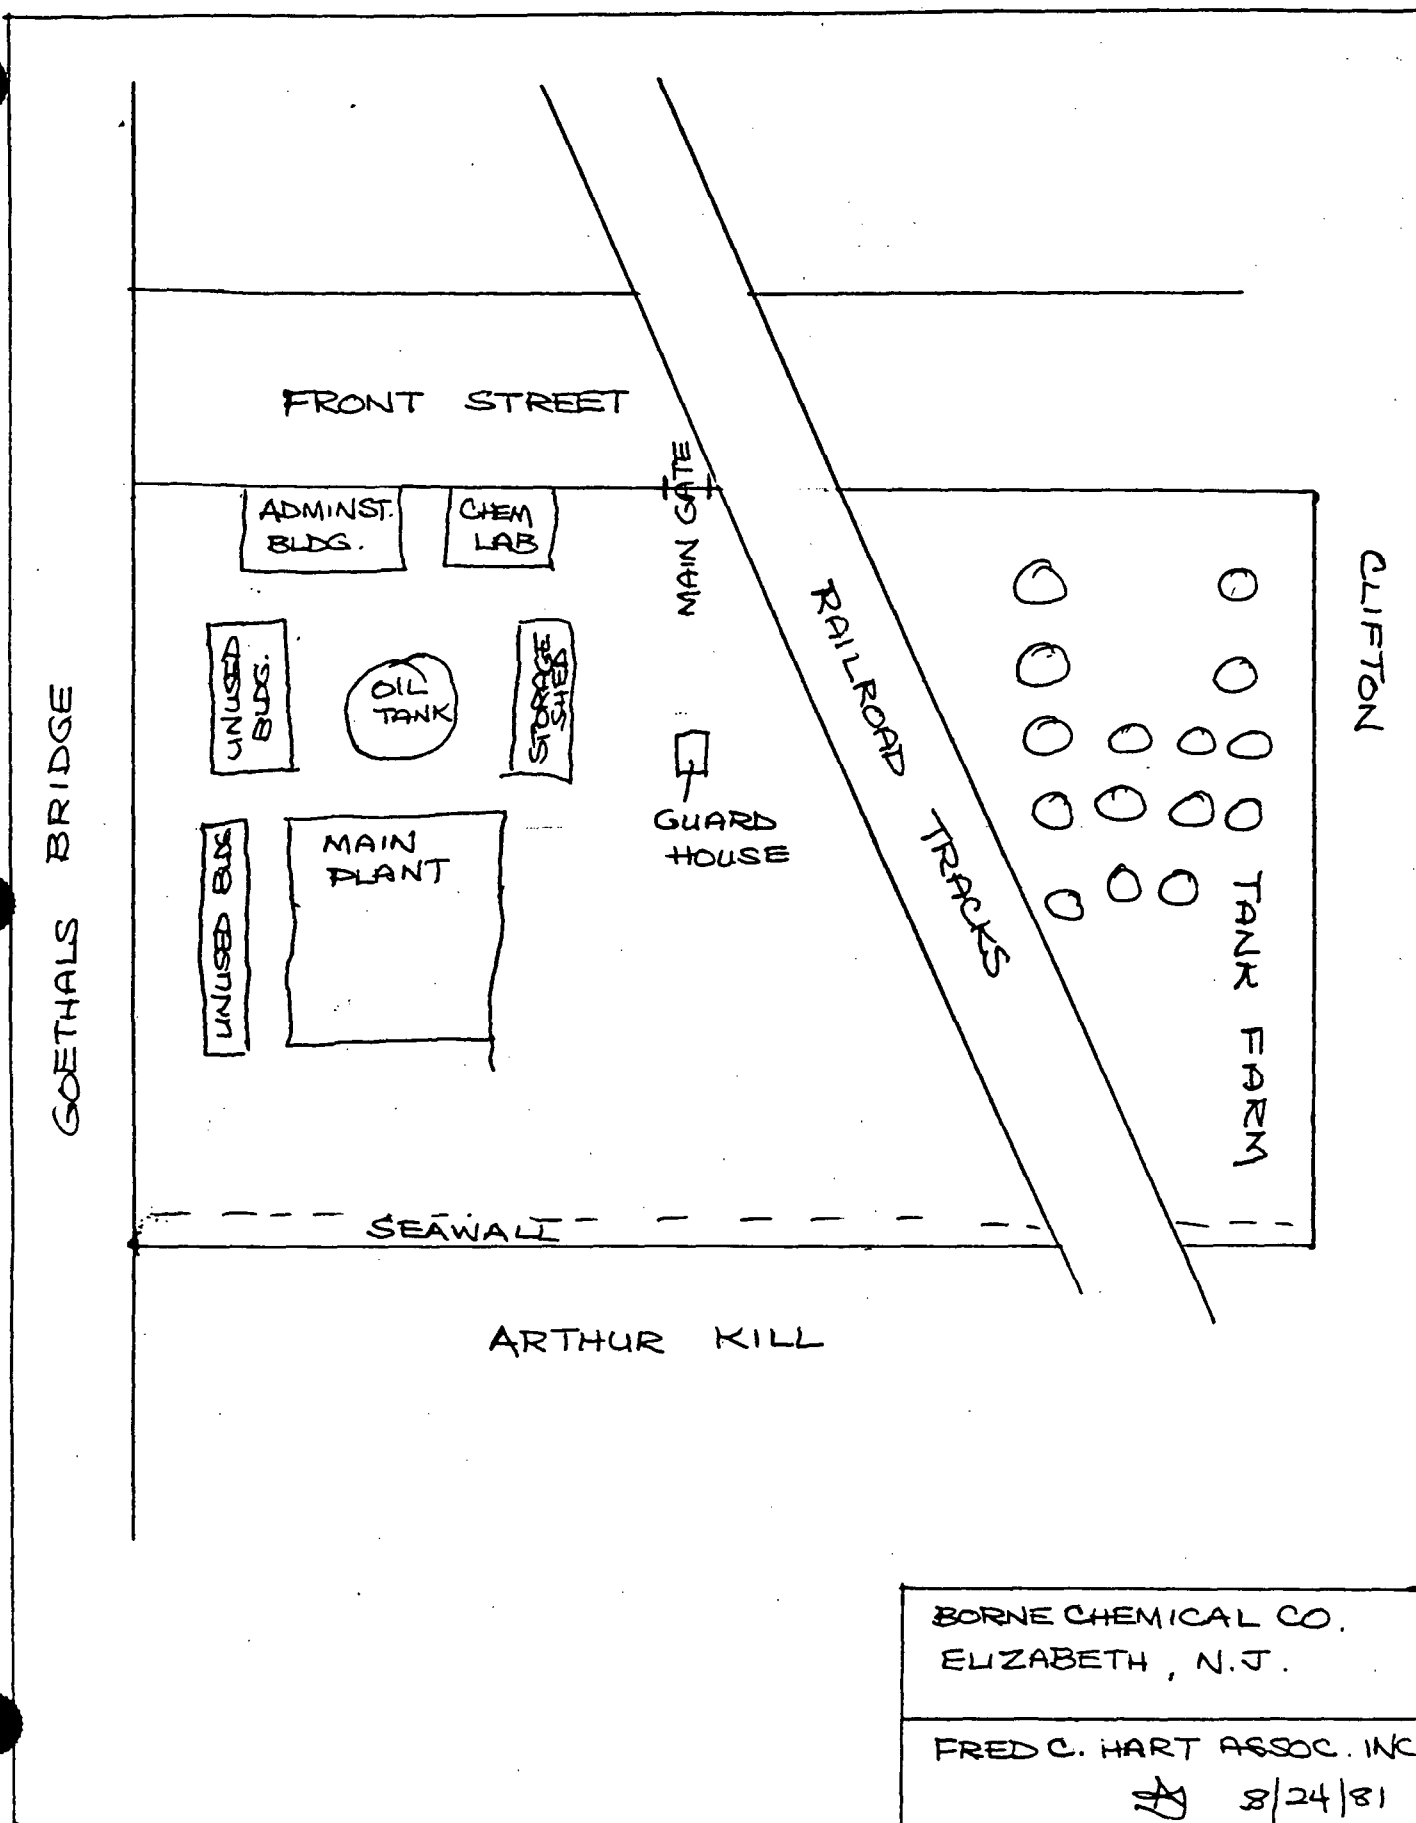 FRONT STREET
MAIN GATE
ADMINST.
BLDG.
CHEM
LAB
UNUSED
BLDG.
OIL
TANK
STORAGE
SHED
RAILROAD TRACKS
CLIFTON
GOETHALS BRIDGE
GUARD
HOUSE
UNUSED BLDG
MAIN
PLANT
TANK FARM
SEAWALL
ARTHUR KILL
BORNE CHEMICAL CO.
ELIZABETH, N.J.
FRED C. HART ASSOC. INC
8/24/81